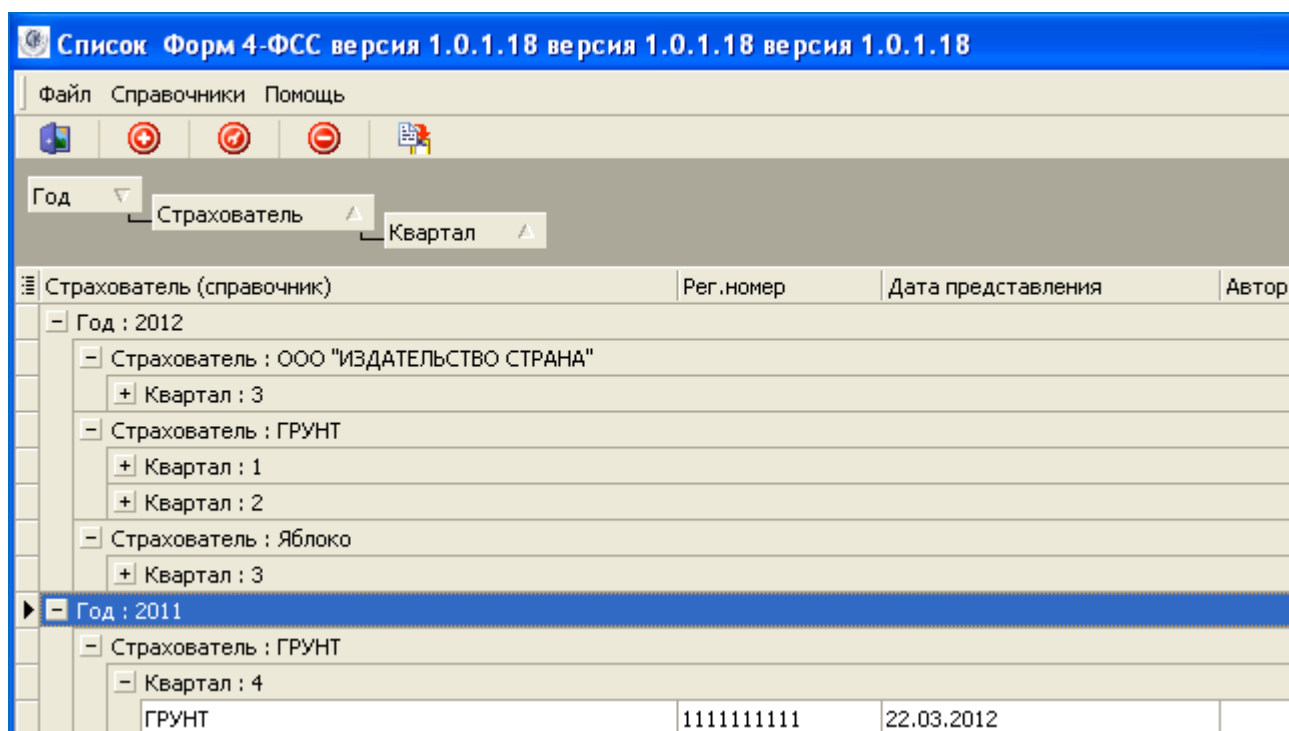 Список Форм 4-ФСС версия 1.0.1.18 версия 1.0.1.18 версия 1.0.1.18
Файл Справочники Помощь
Год
Страхователь
Квартал
Страхователь (справочник) Рег.номер Дата представления Автор
Год : 2012
Страхователь : ООО "ИЗДАТЕЛЬСТВО СТРАНА"
Квартал : 3
Страхователь : ГРУНТ
Квартал : 1
Квартал : 2
Страхователь : Яблоко
Квартал : 3
Год : 2011
Страхователь : ГРУНТ
Квартал : 4
ГРУНТ 1111111111 22.03.2012